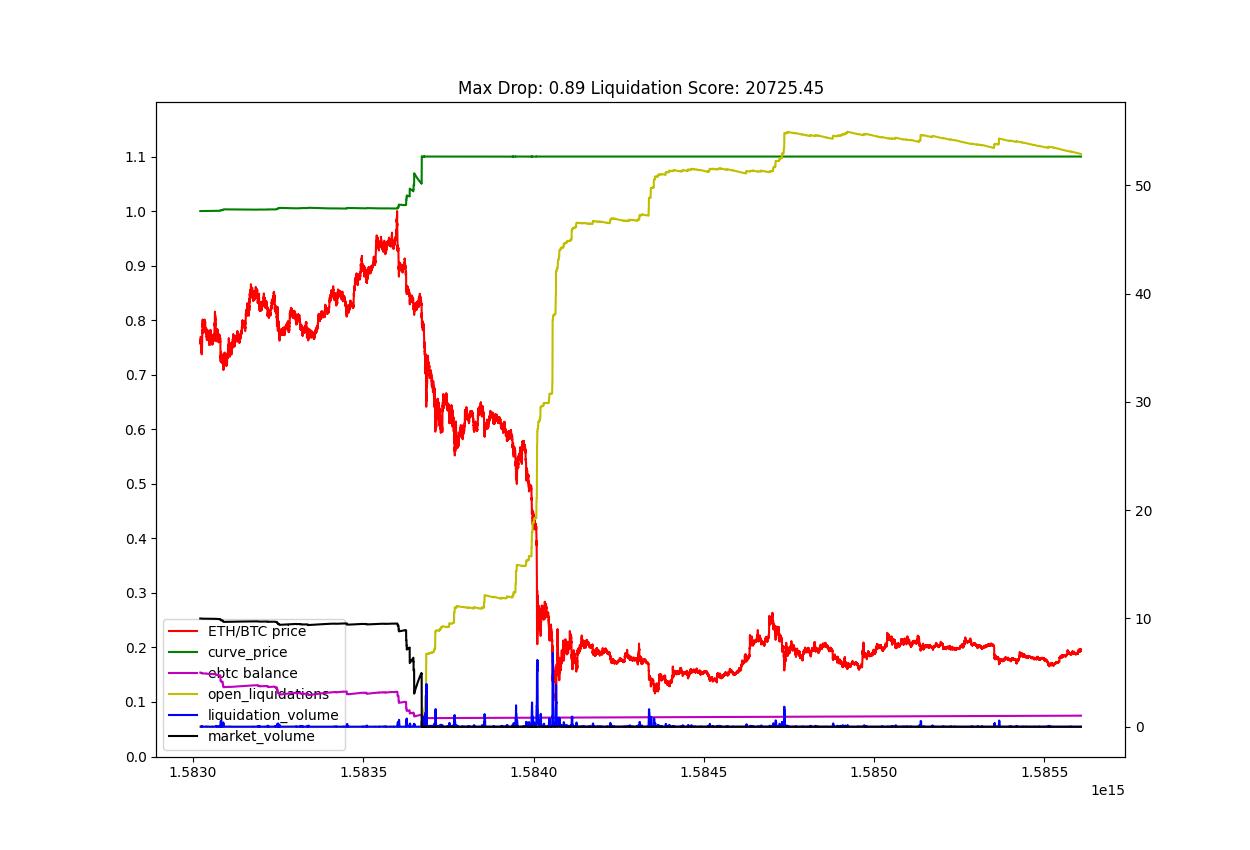 Max Drop: 0.89 Liquidation Score: 20725.45
1.1
1.0
0.9
0.8
0.7
0.6
0.5
0.4
0.3
0.2
0.1
0.0
50
40
30
20
10
0
ETH/BTC price
curve_price
ebtc balance
open_liquidations
liquidation_volume
market_volume
1.5830 1.5835 1.5840 1.5845 1.5850 1.5855
1e15